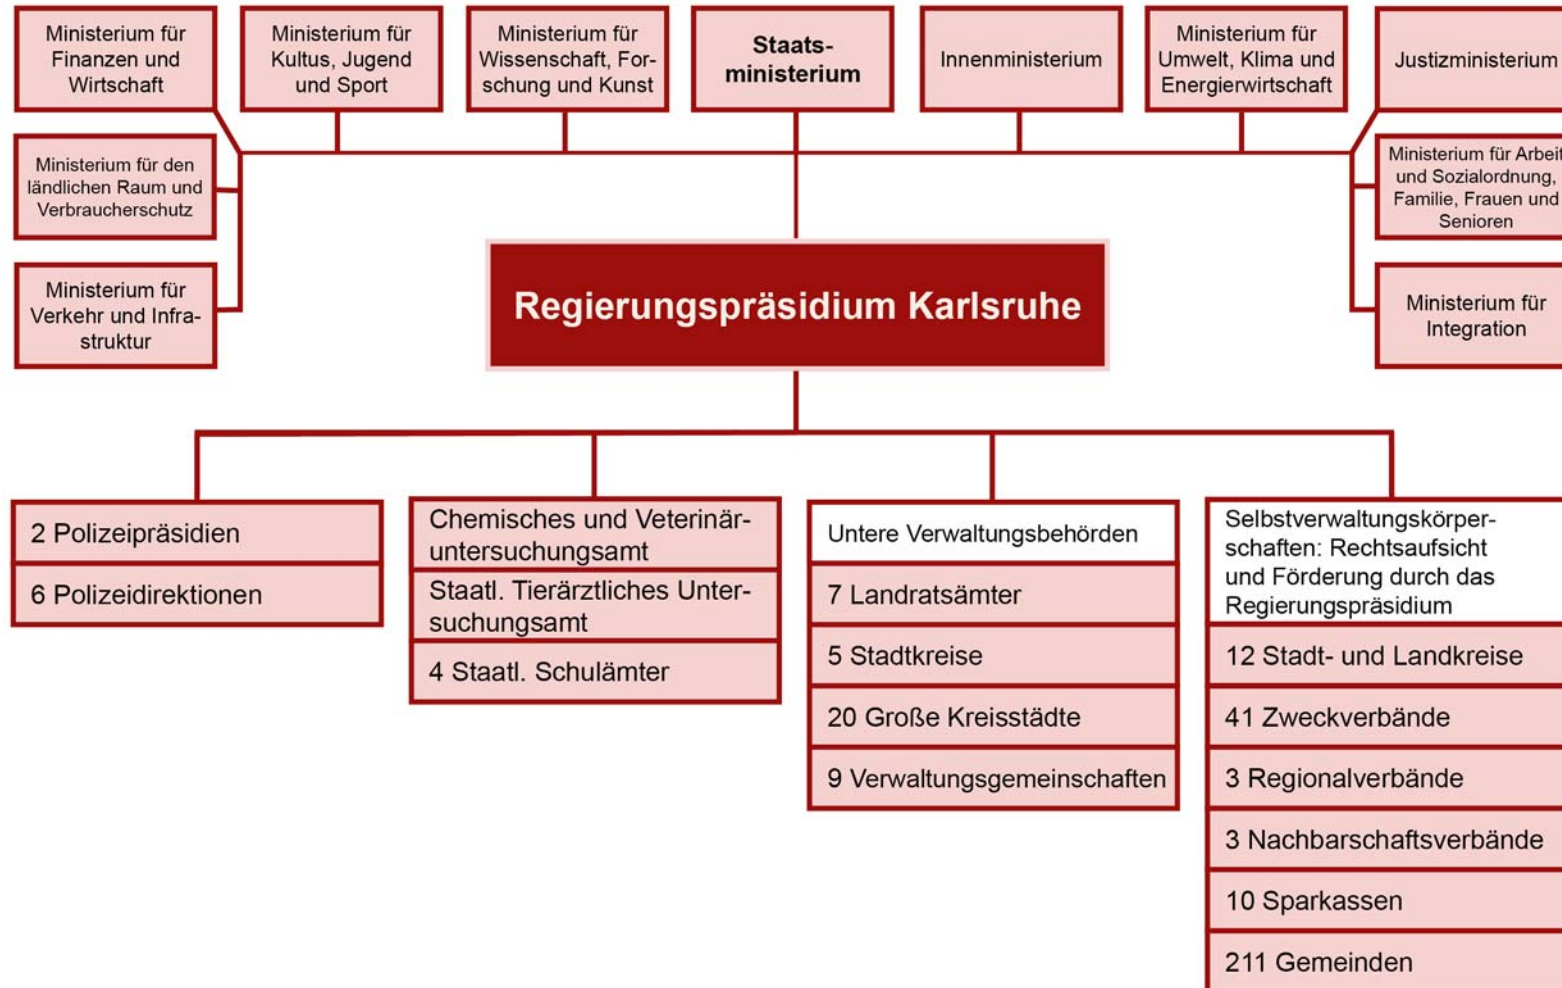 Ministerium für
Finanzen und
Wirtschaft
Ministerium für
Kultus, Jugend
und Sport
Ministerium für
Wissenschaft, For-
schung und Kunst
Staats-
ministerium
Innenministerium
Ministerium für
Umwelt, Klima und
Energierwirtschaft
Justizministerium
Ministerium für den
ländlichen Raum und
Verbraucherschutz
Ministerium für Arbeit
und Sozialordnung,
Familie, Frauen und
Senioren
Ministerium für
Verkehr und Infra-
struktur
Regierungspräsidium Karlsruhe
Ministerium für
Integration
2 Polizeipräsidien
6 Polizeidirektionen
Chemisches und Veterinär-
untersuchungsamt
Staatl. Tierärztliches Unter-
suchungsamt
4 Staatl. Schulämter
Untere Verwaltungsbehörden
7 Landratsämter
5 Stadtkreise
20 Große Kreisstädte
9 Verwaltungsgemeinschaften
Selbstverwaltungskörper-
schaften: Rechtsaufsicht
und Förderung durch das
Regierungspräsidium
12 Stadt- und Landkreise
41 Zweckverbände
3 Regionalverbände
3 Nachbarschaftsverbände
10 Sparkassen
211 Gemeinden